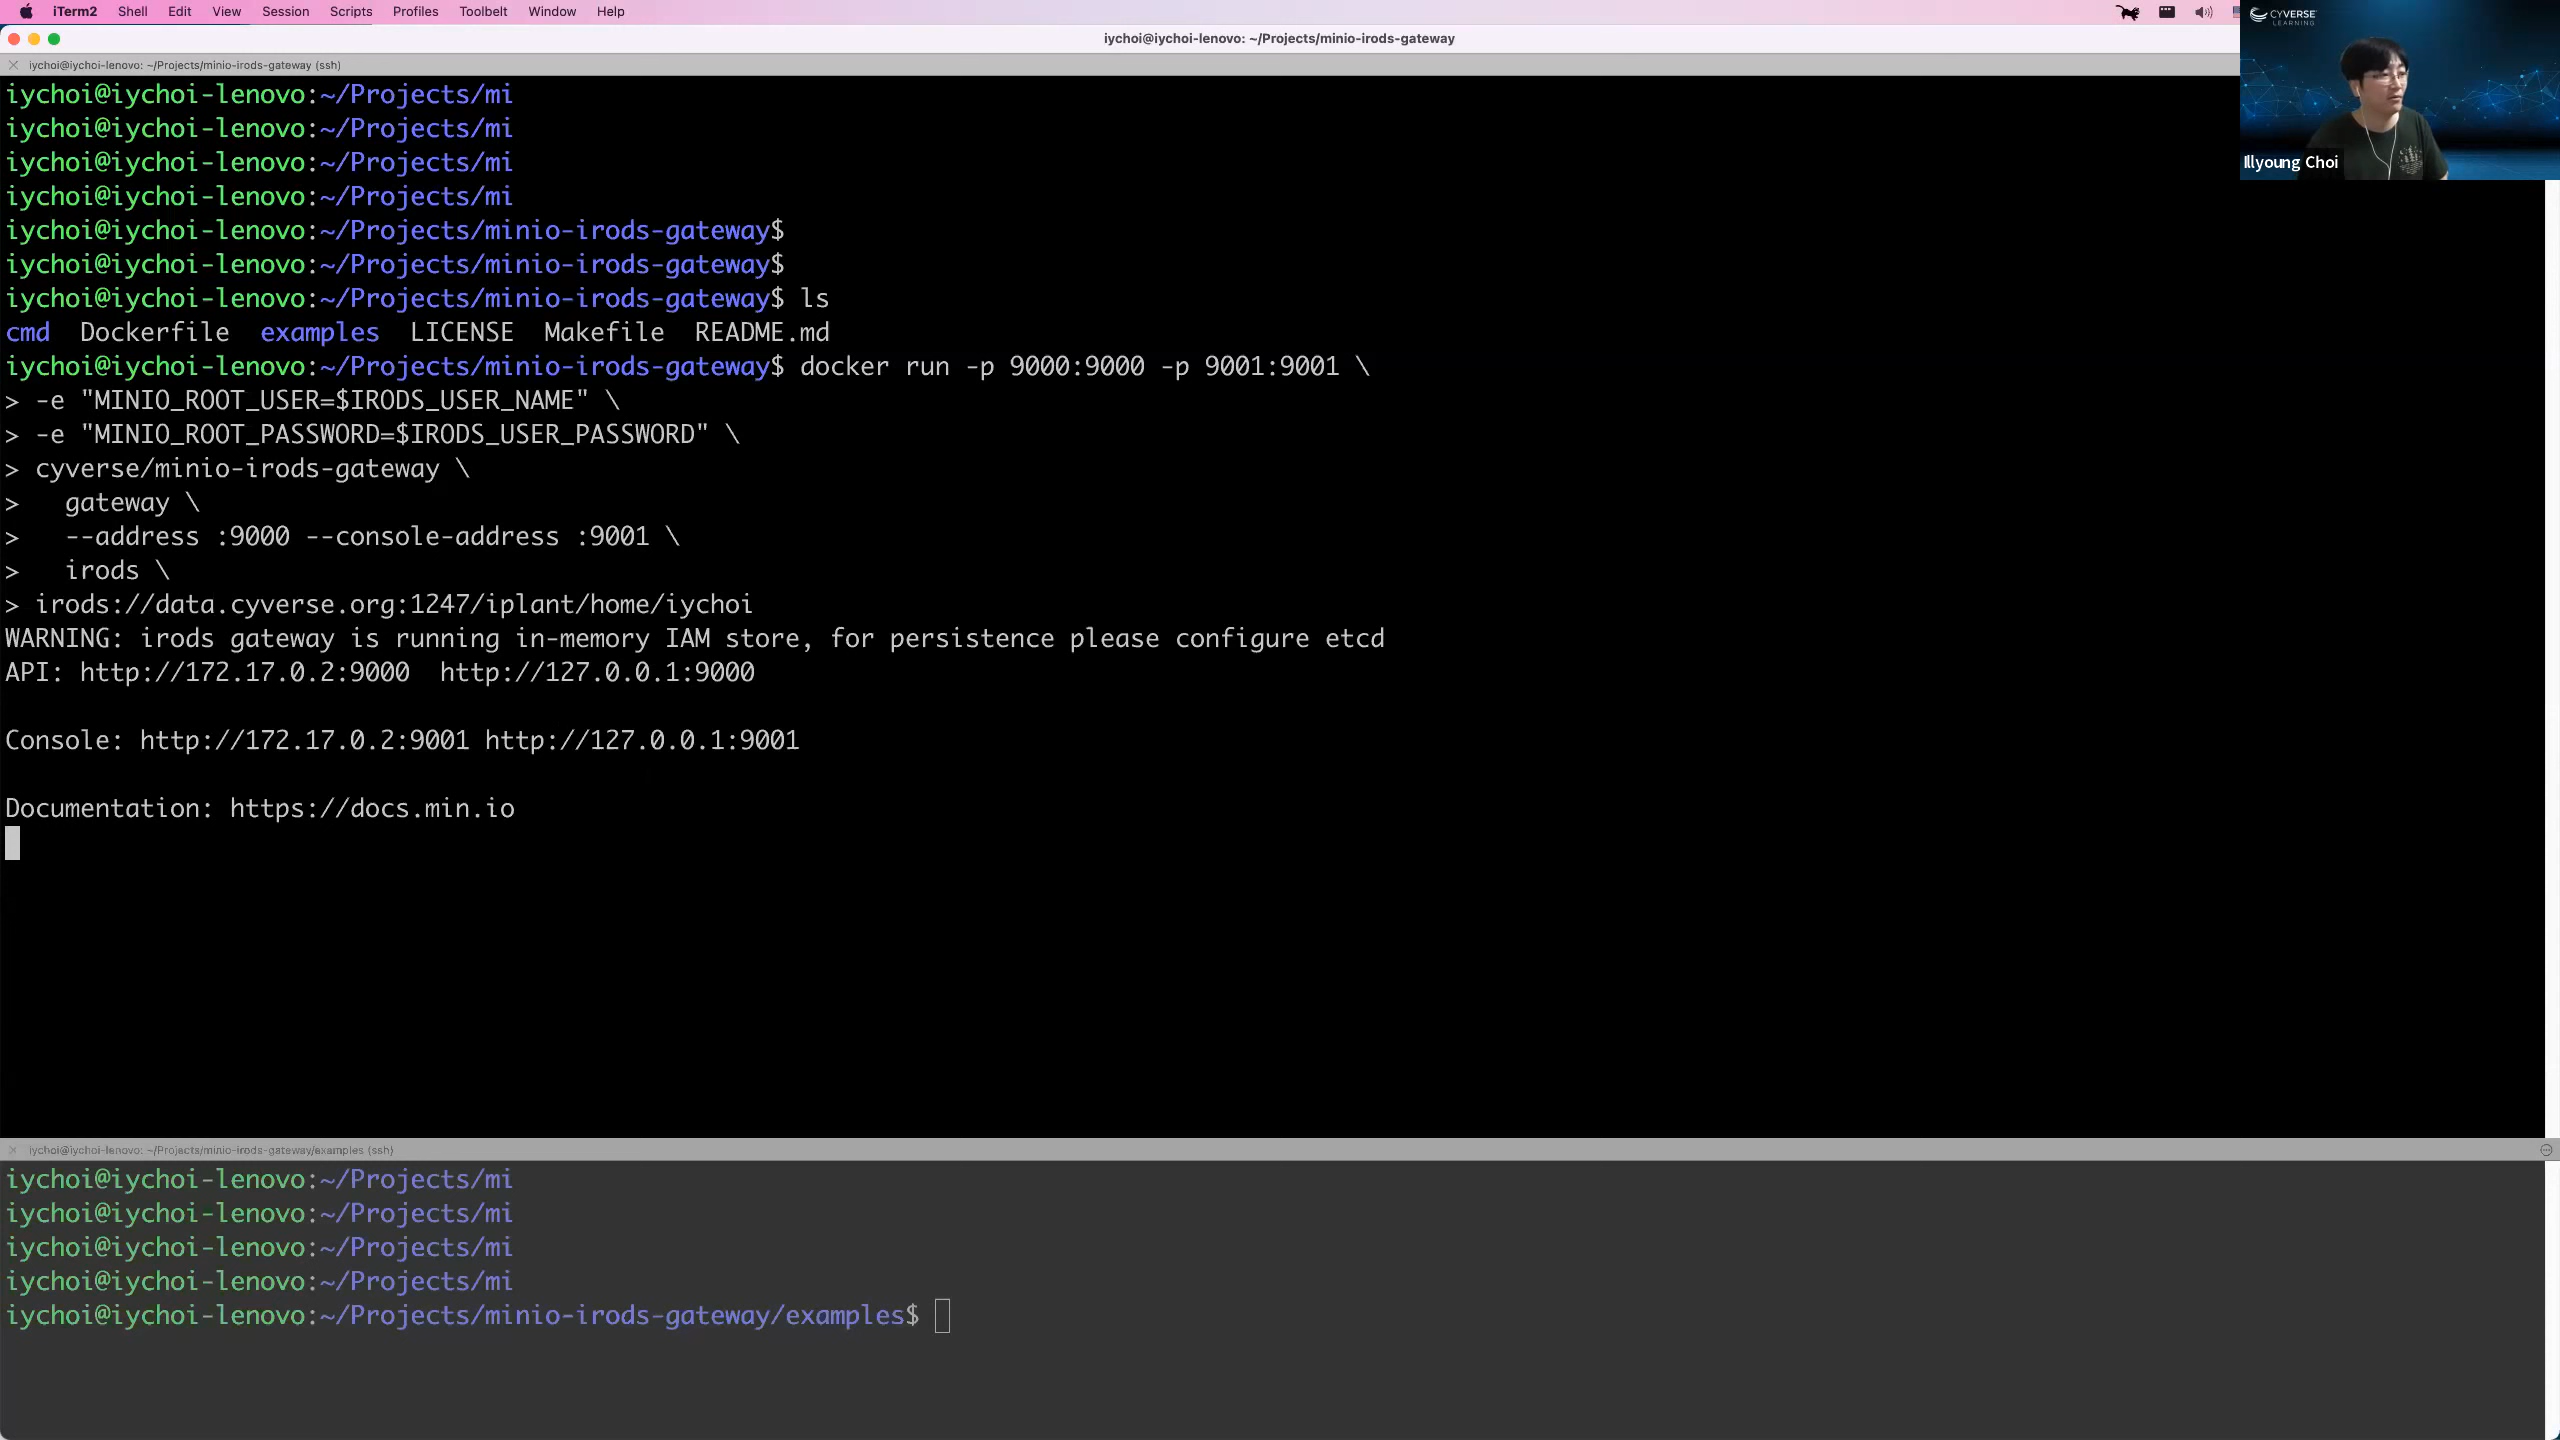 iTerm2 Shell Edit View Session Scripts Profiles Toolbelt Window Help
iychoi@iychoi-lenovo: ~/Projects/minio-irods-gateway
iychoi@iychoi-lenovo: ~/Projects/minio-irods-gateway (ssh)
CYVERSE
LEARNING
Illyoung Choi
iychoi@iychoi-lenovo:~/Projects/mi
iychoi@iychoi-lenovo:~/Projects/mi
iychoi@iychoi-lenovo:~/Projects/mi
iychoi@iychoi-lenovo:~/Projects/mi
iychoi@iychoi-lenovo:~/Projects/minio-irods-gateway$
iychoi@iychoi-lenovo:~/Projects/minio-irods-gateway$
iychoi@iychoi-lenovo:~/Projects/minio-irods-gateway$ ls
cmd  Dockerfile  examples  LICENSE  Makefile  README.md
iychoi@iychoi-lenovo:~/Projects/minio-irods-gateway$ docker run -p 9000:9000 -p 9001:9001 \
> -e "MINIO_ROOT_USER=$IRODS_USER_NAME" \
> -e "MINIO_ROOT_PASSWORD=$IRODS_USER_PASSWORD" \
> cyverse/minio-irods-gateway \
>   gateway \
>   --address :9000 --console-address :9001 \
>   irods \
> irods://data.cyverse.org:1247/iplant/home/iychoi
WARNING: irods gateway is running in-memory IAM store, for persistence please configure etcd
API: http://172.17.0.2:9000  http://127.0.0.1:9000
Console: http://172.17.0.2:9001 http://127.0.0.1:9001
Documentation: https://docs.min.io
iychoi@iychoi-lenovo: ~/Projects/minio-irods-gateway/examples (ssh)
iychoi@iychoi-lenovo:~/Projects/mi
iychoi@iychoi-lenovo:~/Projects/mi
iychoi@iychoi-lenovo:~/Projects/mi
iychoi@iychoi-lenovo:~/Projects/mi
iychoi@iychoi-lenovo:~/Projects/minio-irods-gateway/examples$